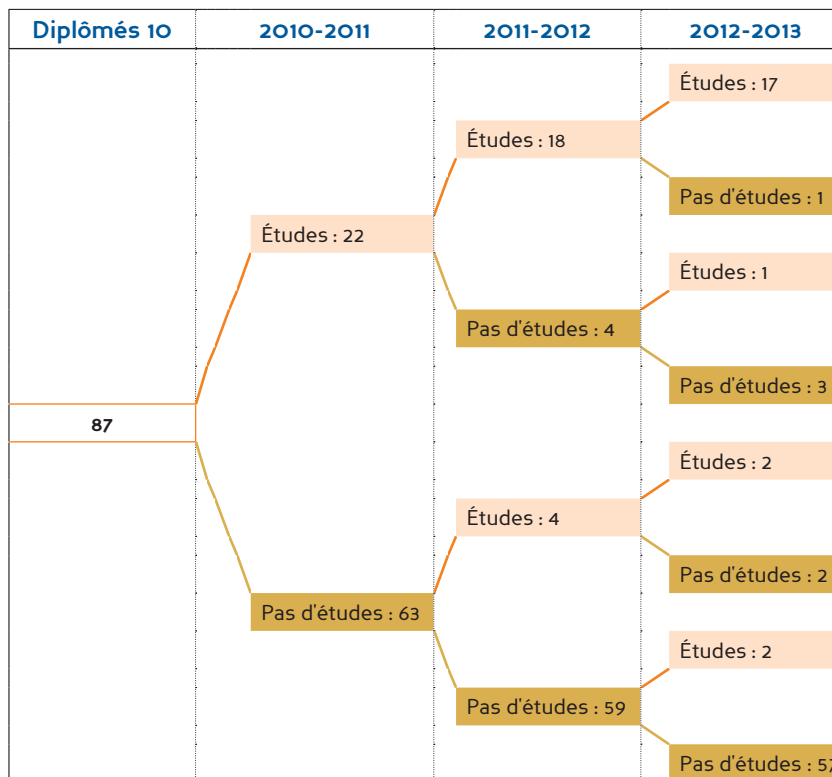 Diplômés 10 2010-2011 2011-2012 2012-2013
Études : 17
Études : 18
Pas d'études : 1
Études : 22
Études : 1
Pas d'études : 4
Pas d'études : 3
87
Études : 2
Études : 4
Pas d'études : 2
Pas d'études : 63
Études : 2
Pas d'études : 59
Pas d'études : 57